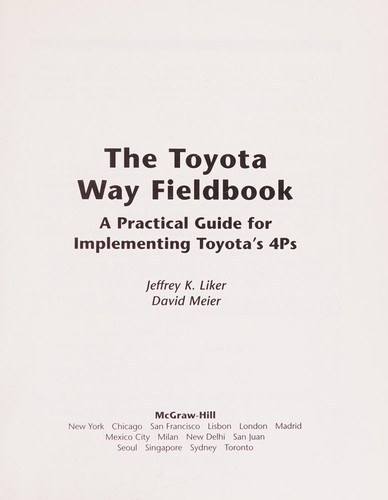 The Toyota
Way Fieldbook
A Practical Guide for
Implementing Toyota's 4Ps
Jeffrey K. Liker
David Meier
McGraw-Hill
New York Chicago San Francisco Lisbon London Madrid
Mexico City Milan New Delhi San Juan
Seoul Singapore Sydney Toronto